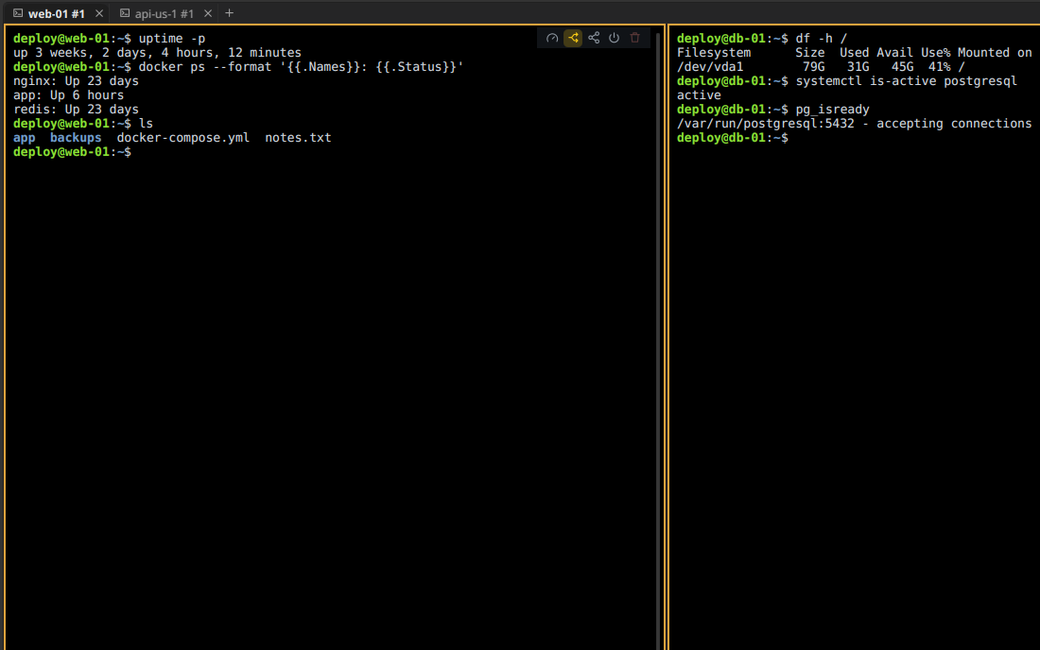 web-01 #1
api-us-1 #1
deploy@web-01:~$ uptime -p
up 3 weeks, 2 days, 4 hours, 12 minutes
deploy@web-01:~$ docker ps --format '{{.Names}}: {{.Status}}'
nginx: Up 23 days
app: Up 6 hours
redis: Up 23 days
deploy@web-01:~$ ls
app  backups  docker-compose.yml  notes.txt
deploy@web-01:~$
deploy@db-01:~$ df -h /
Filesystem      Size  Used Avail Use% Mounted on
/dev/vda1        79G   31G   45G  41% /
deploy@db-01:~$ systemctl is-active postgresql
active
deploy@db-01:~$ pg_isready
/var/run/postgresql:5432 - accepting connections
deploy@db-01:~$